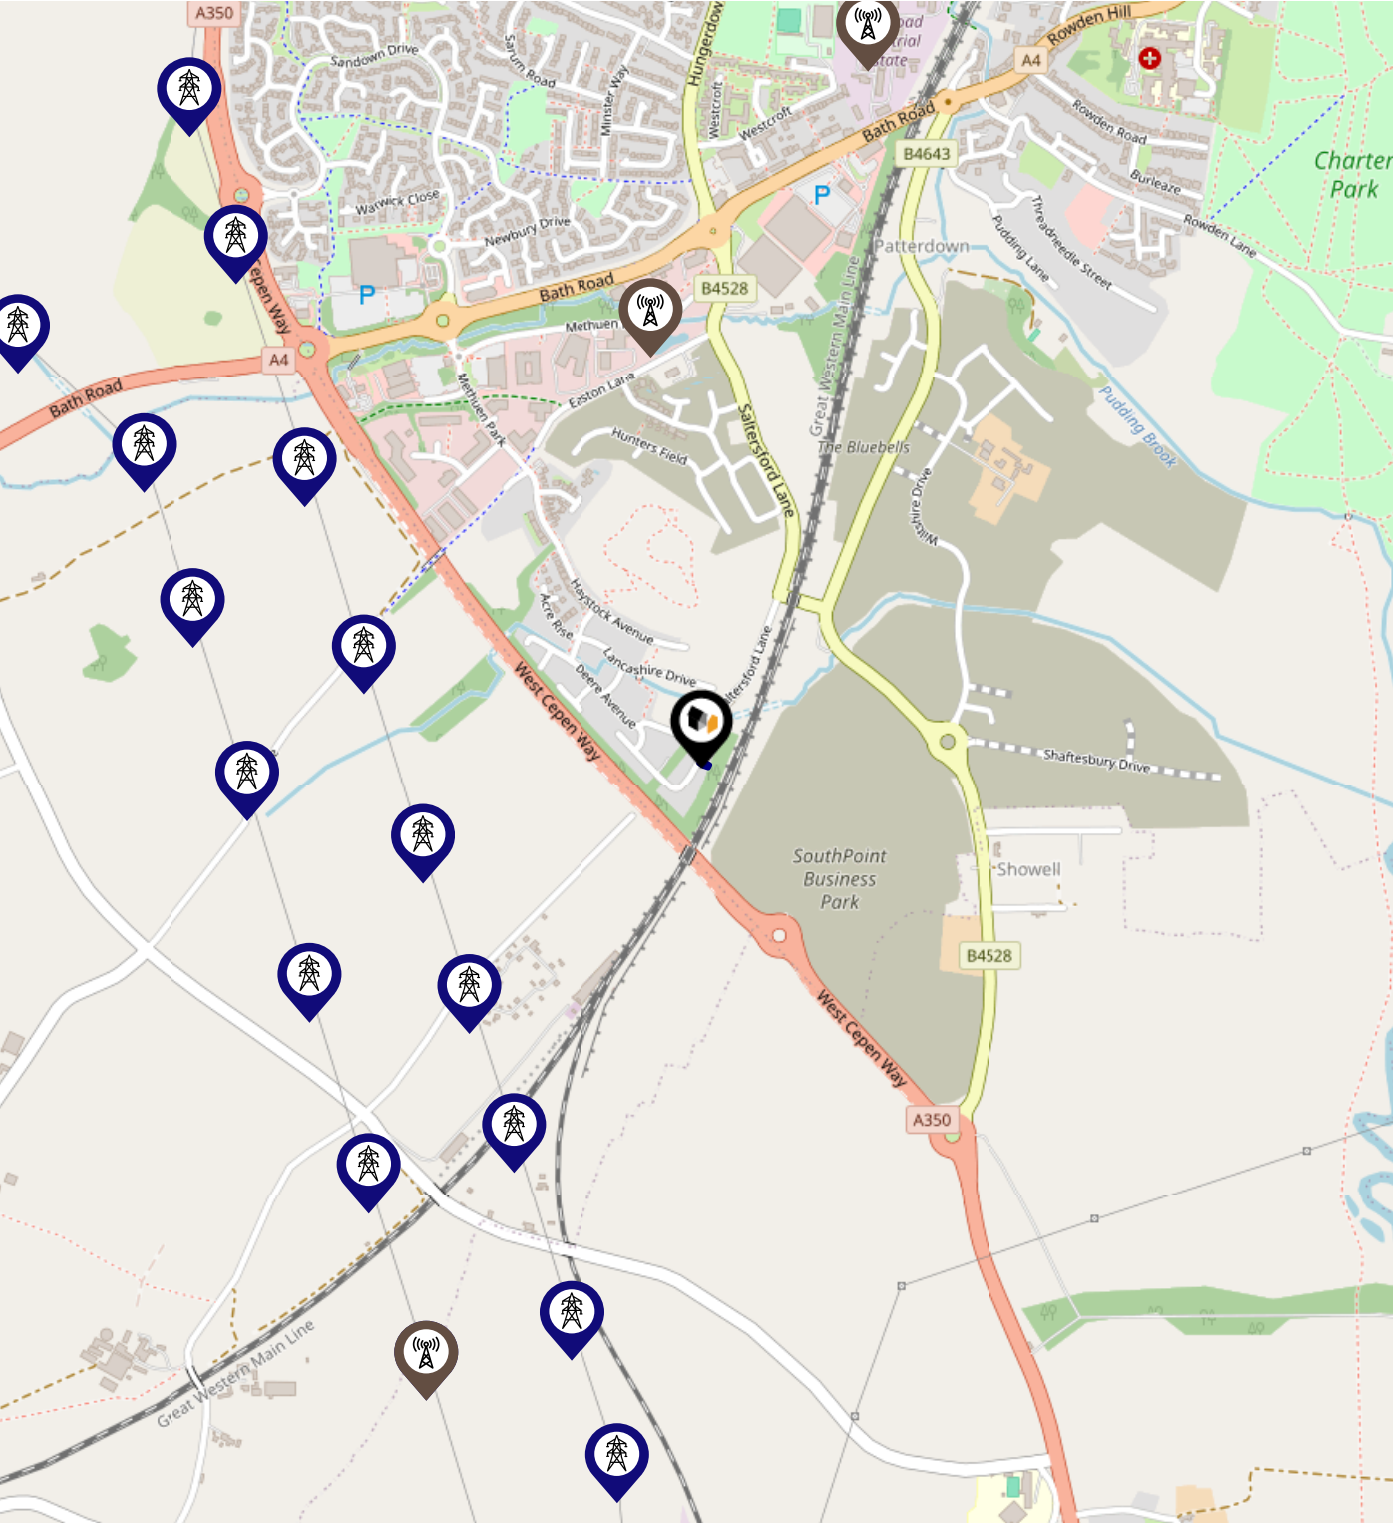 A350
Sandown Drive
Sarum Road
Minster Way
Westcroft
Westcroft
Bath Road
Rowden Hill
A4
Rowden Road
B4643
Burleaze
Charter
Park
Rowden Lane
Threadneedle Street
Pudding Lane
Warwick Close
Newbury Drive
P
P
Patterdown
Cepen Way
Bath Road
B4528
A4
Bath Road
Methuen
Easton Lane
Methuen Park
Great Western Main Line
Saltersford Lane
Hunters Field
The Bluebells
Pudding Brook
Wiltshire Drive
Haystock Avenue
Acre Rise
Lancashire Drive
Deere Avenue
West Cepen Way
Shaftesbury Drive
SouthPoint
Business
Park
Showell
B4528
West Cepen Way
A350
Great Western Main Line